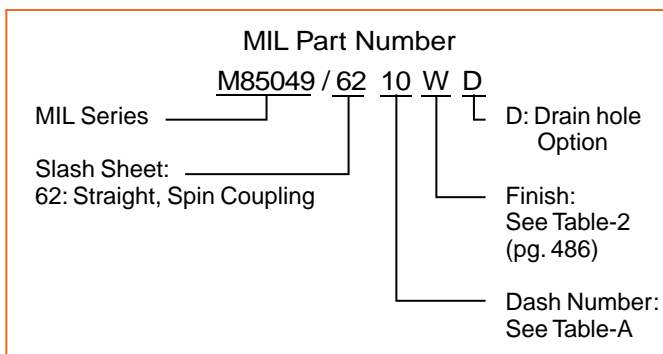 MIL Part Number
M85049 / 62 10 W D
MIL Series
Slash Sheet:
62: Straight, Spin Coupling
D: Drain hole
Option
Finish:
See Table-2
(pg. 486)
Dash Number:
See Table-A